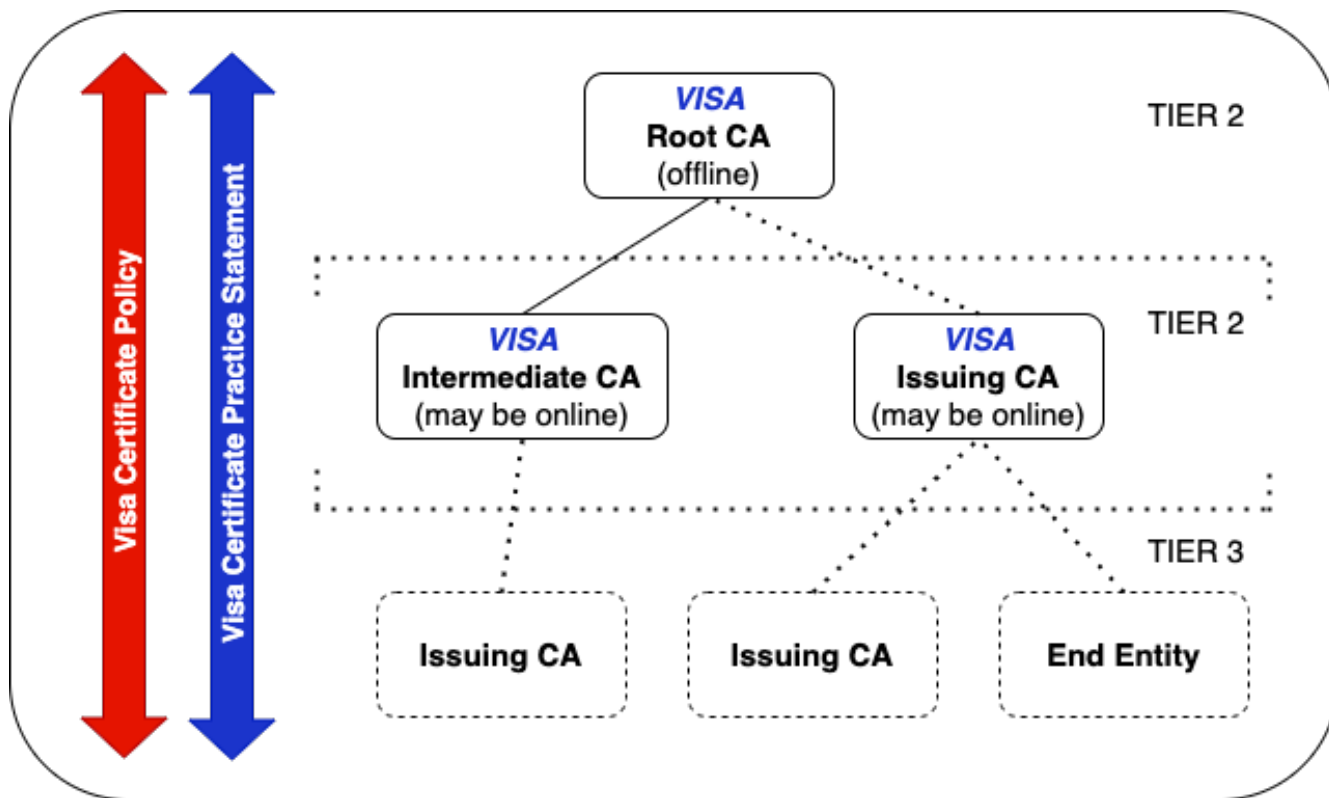 Visa Certificate Policy
Visa Certificate Practice Statement
VISA
Root CA
(offline)
TIER 2
VISA
Intermediate CA
(may be online)
VISA
Issuing CA
(may be online)
TIER 2
TIER 3
Issuing CA
Issuing CA
End Entity